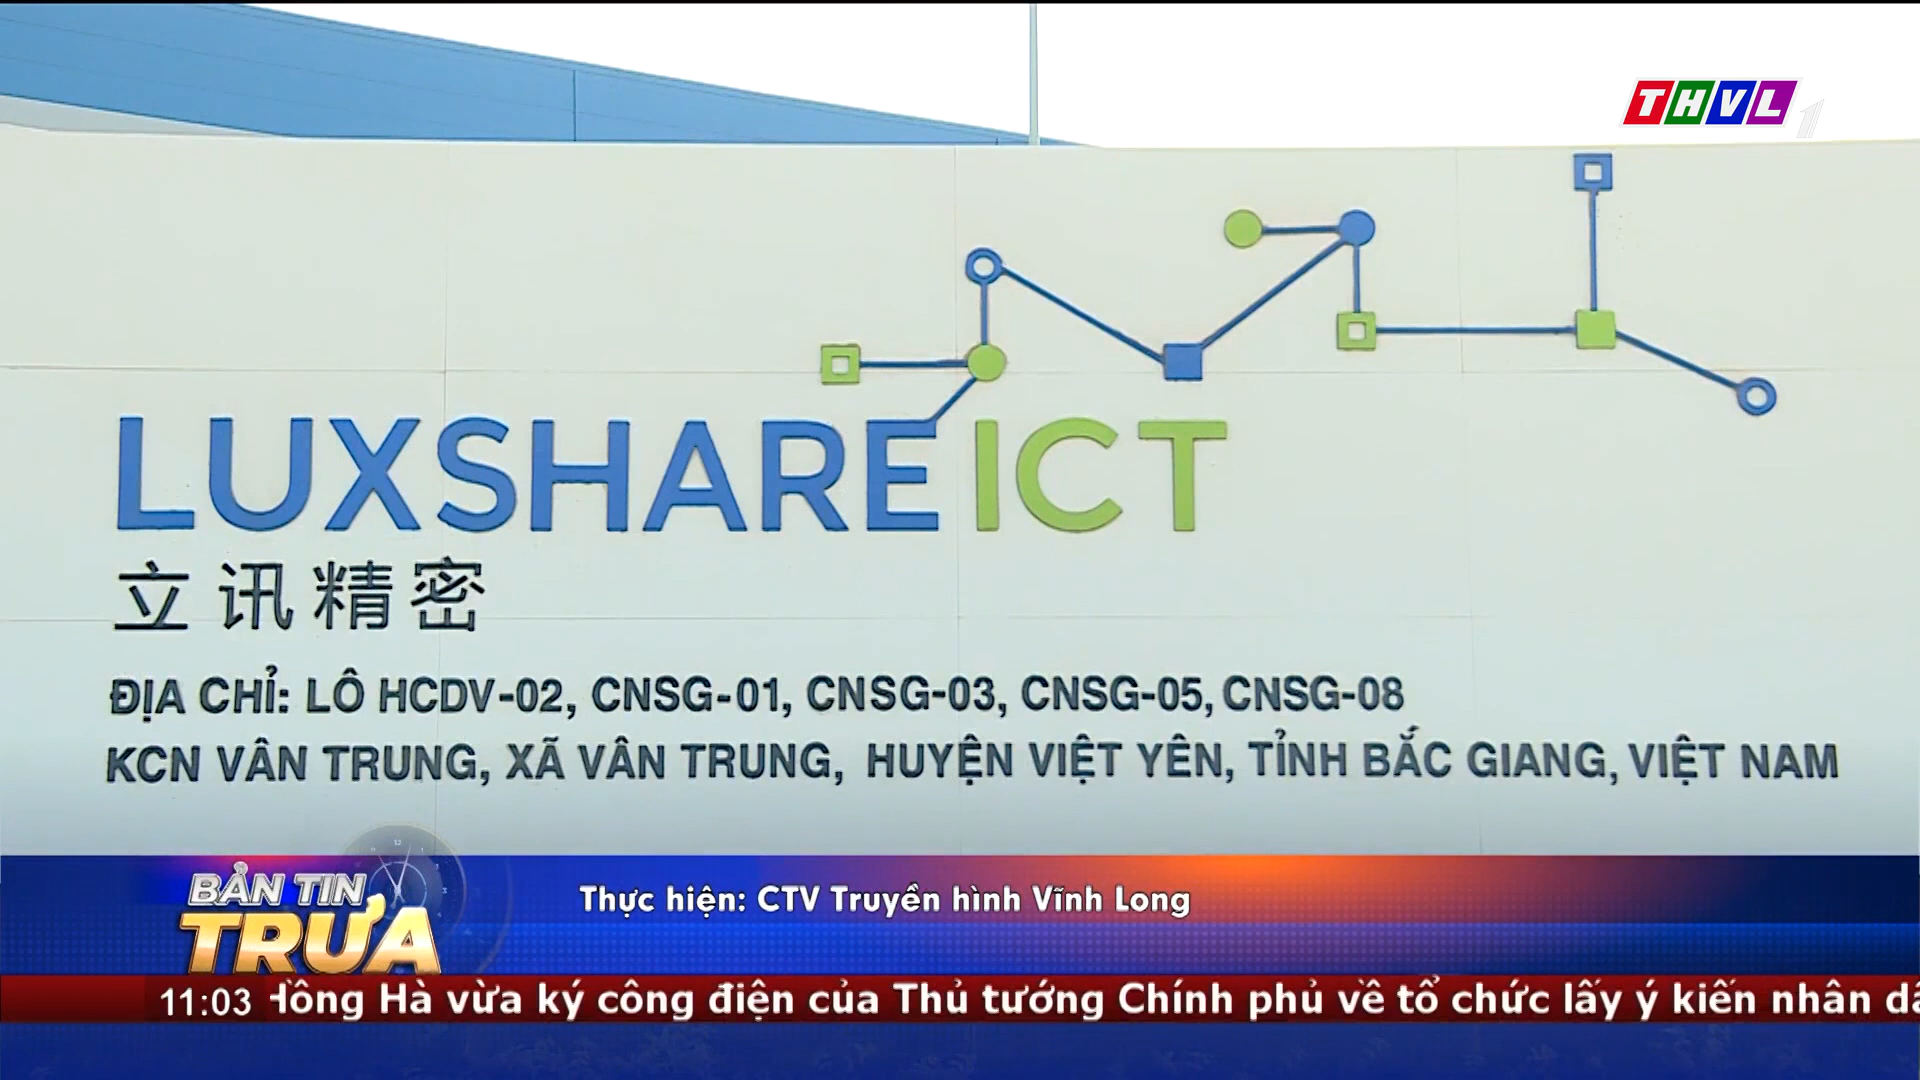 THVL 1
LUXSHARE ICT
立讯精密
ĐỊA CHỈ: LÔ HCDV-02, CNSG-01, CNSG-03, CNSG-05, CNSG-08
KCN VÂN TRUNG, XÃ VÂN TRUNG, HUYỆN VIỆT YÊN, TỈNH BẮC GIANG, VIỆT NAM
BẢN TIN
TRƯA
Thực hiện: CTV Truyền hình Vĩnh Long
11:03 Hồng Hà vừa ký công điện của Thủ tướng Chính phủ về tổ chức lấy ý kiến nhân